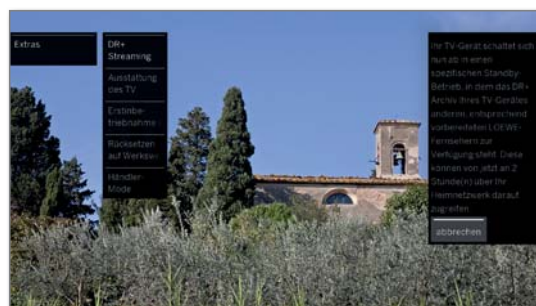 Extras
DR+
Streaming
Ausstattung
des TV
Erstinbe-
triebnahme
Rücksetzen
auf Werksw
Händler-
Mode
Ihr TV-Gerät schaltet sich
nun ab in einen
spezifischen Standby-
Betrieb, in dem das DR+
Archiv Ihres TV-Gerätes
anderen, entsprechend
vorbereiteten LOEWE-
Fernsehern zur
Verfügung steht. Diese
können von jetzt an 2
Stunde(n) über Ihr
Heimnetzwerk darauf
zugreifen
abbrechen